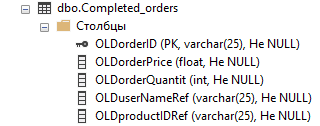 dbo.Completed_orders
Столбцы
OLDorderID (PK, varchar(25), Не NULL)
OLDorderPrice (float, Не NULL)
OLDorderQuantit (int, Не NULL)
OLDuserNameRef (varchar(25), Не NULL)
OLDproductIDRef (varchar(25), Не NULL)